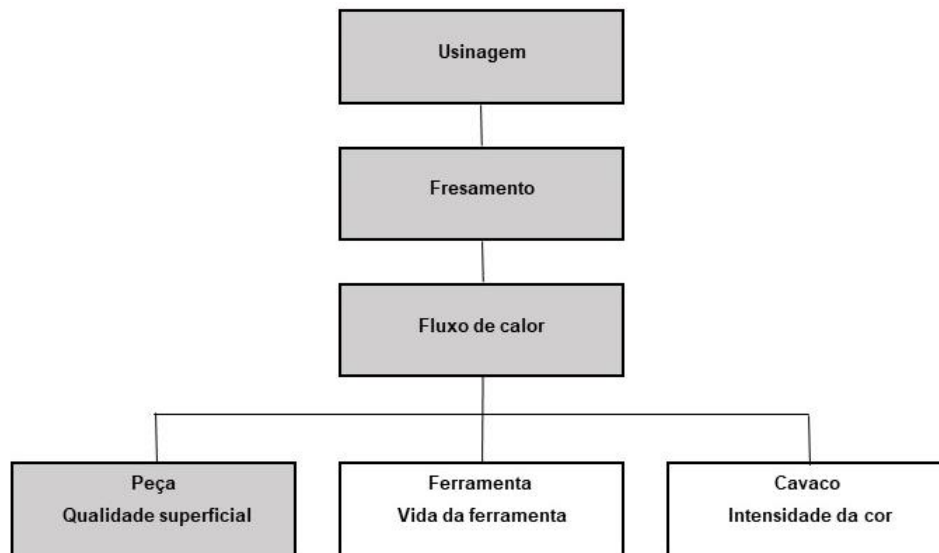 Usinagem
Fresamento
Fluxo de calor
Peça
Qualidade superficial
Ferramenta
Vida da ferramenta
Cavaco
Intensidade da cor